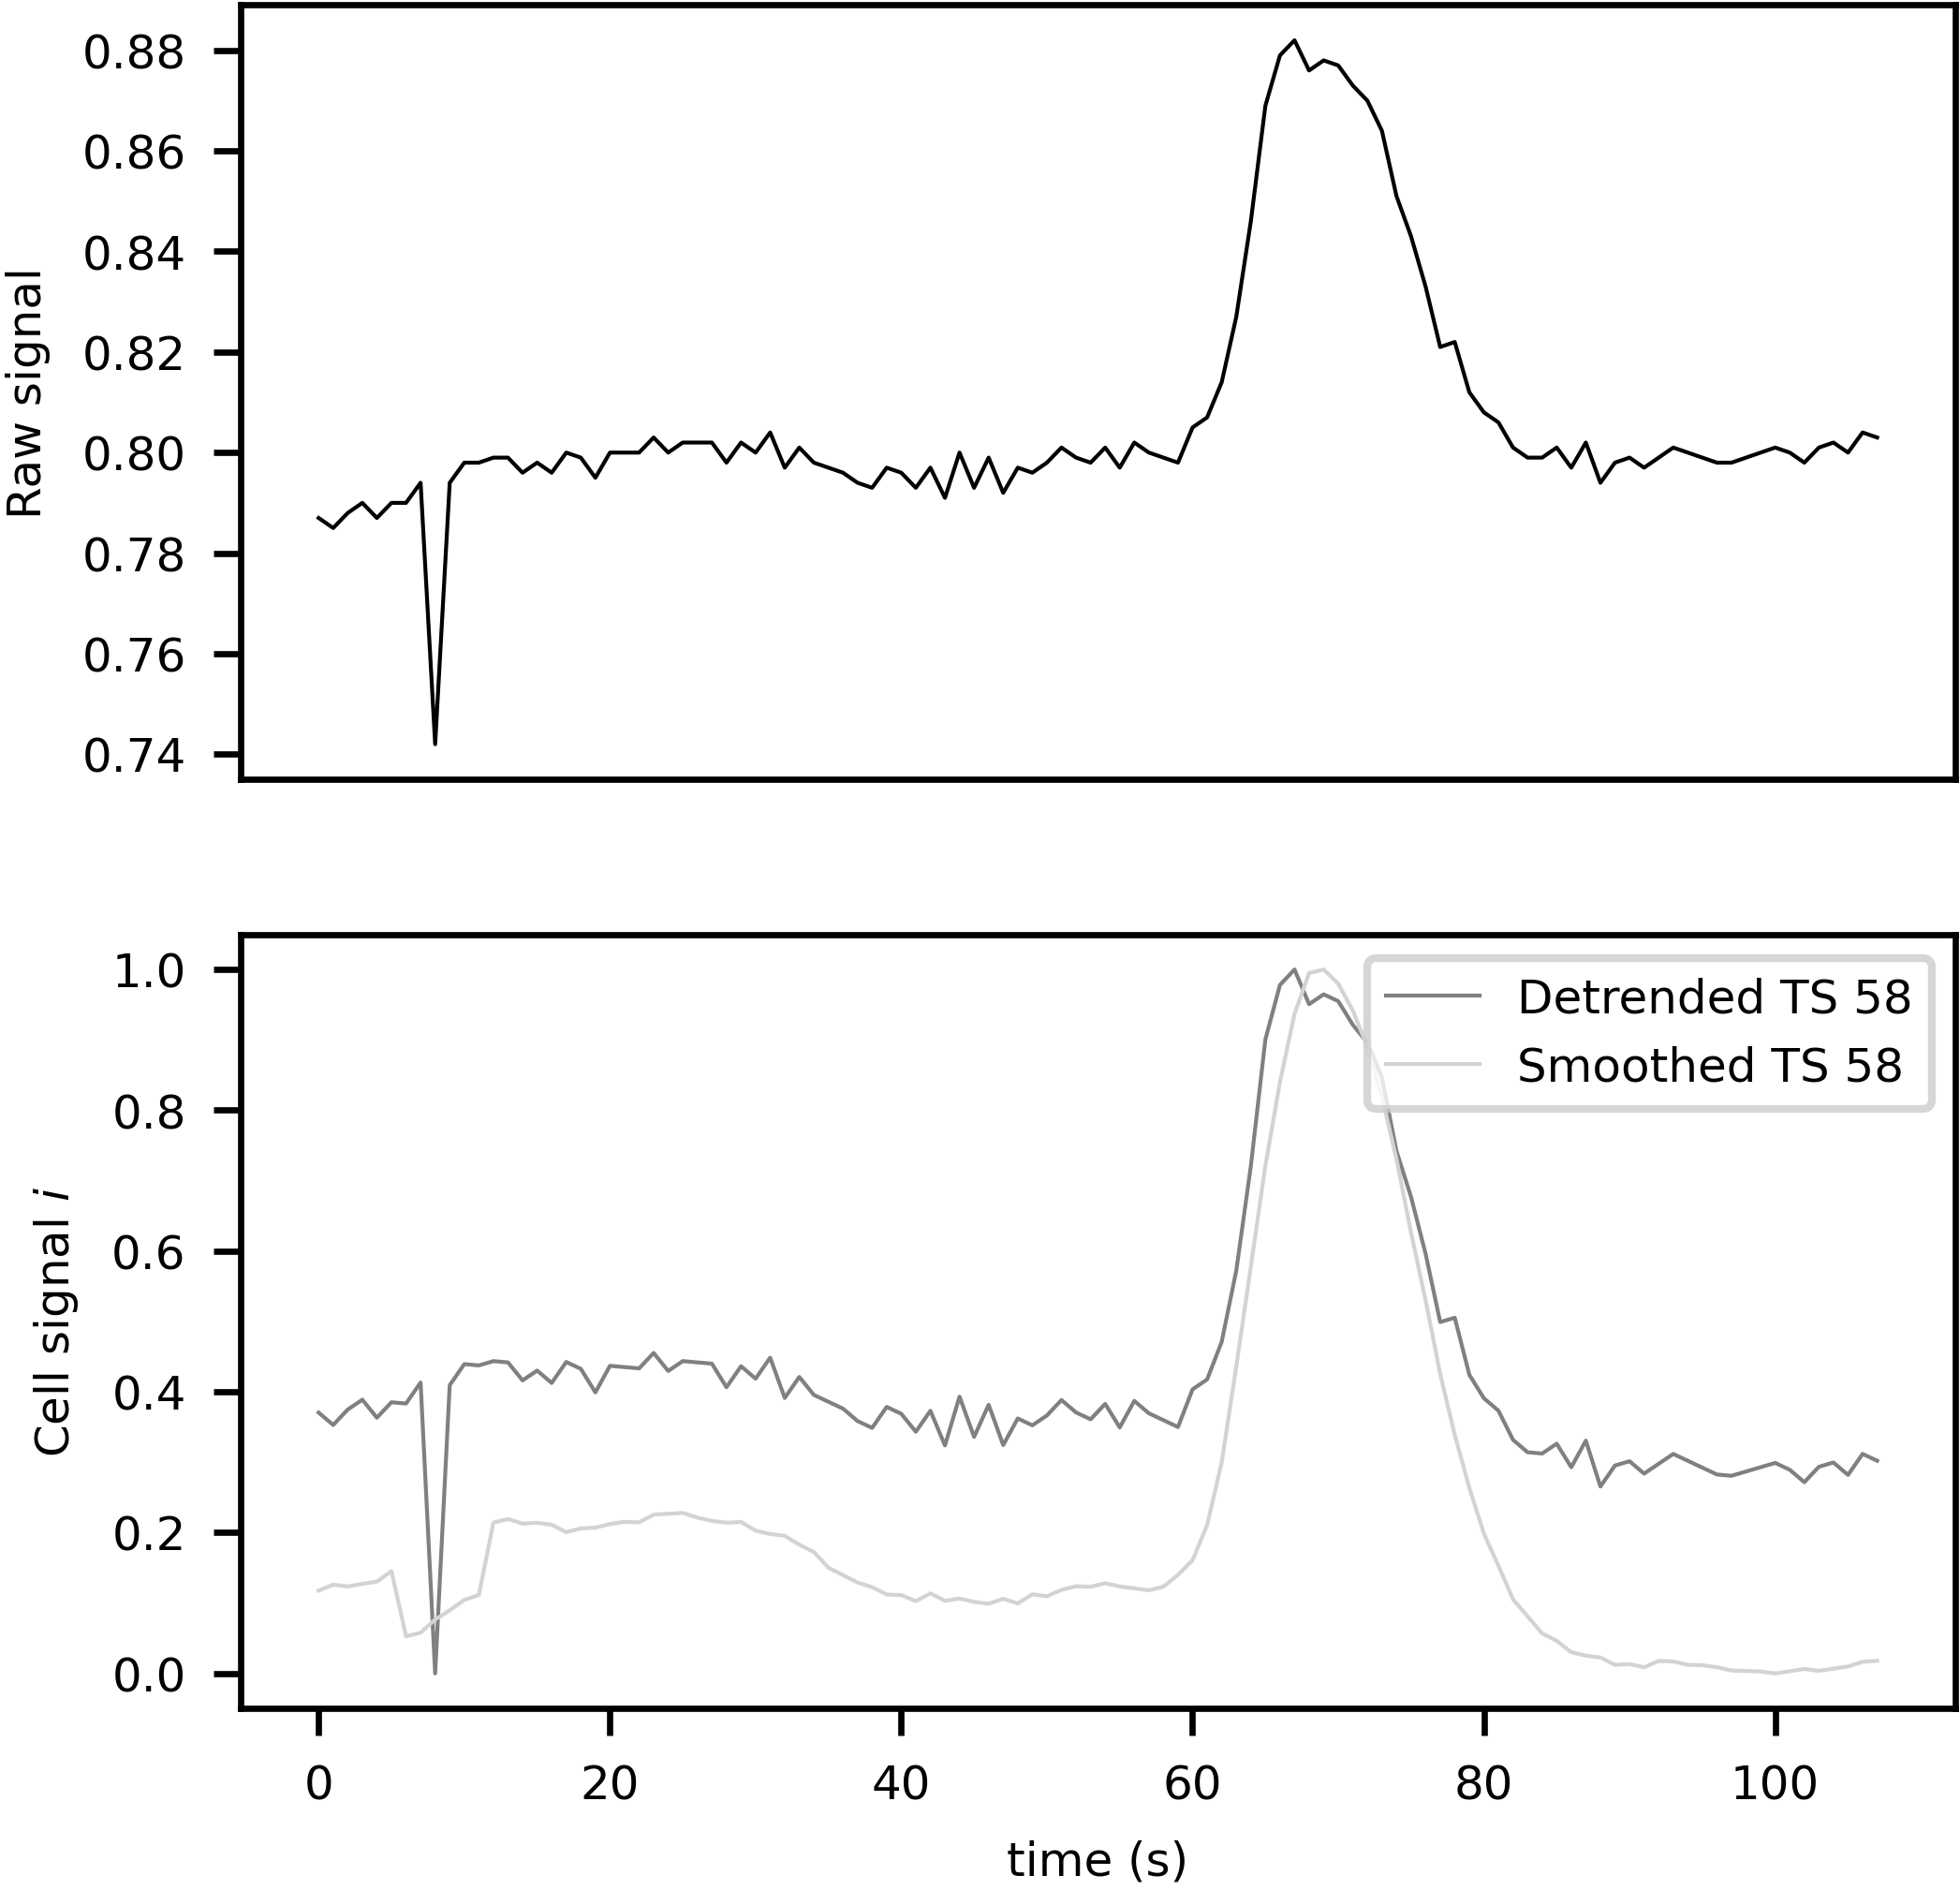 0.88
0.86
0.84
0.82
0.80
0.78
0.76
0.74
Raw signal
1.0
0.8
0.6
0.4
0.2
0.0
Cell signal i
Detrended TS 58
Smoothed TS 58
0 20 40 60 80 100
time (s)